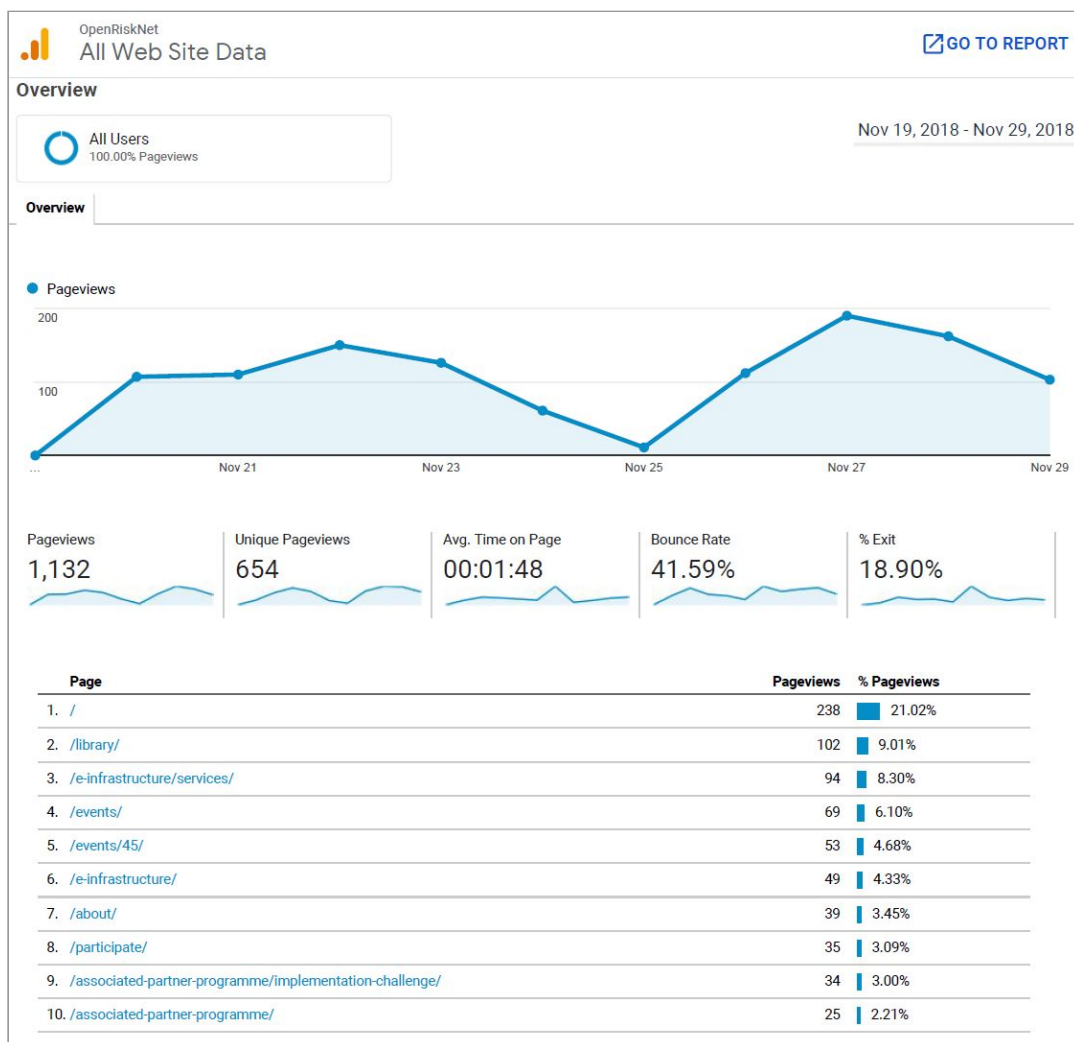 OpenRiskNet
All Web Site Data
GO TO REPORT
Overview
All Users
100.00% Pageviews
Nov 19, 2018 - Nov 29, 2018
Overview
Pageviews
200
100
...
Nov 21
Nov 23
Nov 25
Nov 27
Nov 29
Pageviews
1,132
Unique Pageviews
654
Avg. Time on Page
00:01:48
Bounce Rate
41.59%
% Exit
18.90%
Page Pageviews % Pageviews
1. / 238 21.02%
2. /library/ 102 9.01%
3. /e-infrastructure/services/ 94 8.30%
4. /events/ 69 6.10%
5. /events/45/ 53 4.68%
6. /e-infrastructure/ 49 4.33%
7. /about/ 39 3.45%
8. /participate/ 35 3.09%
9. /associated-partner-programme/implementation-challenge/ 34 3.00%
10. /associated-partner-programme/ 25 2.21%